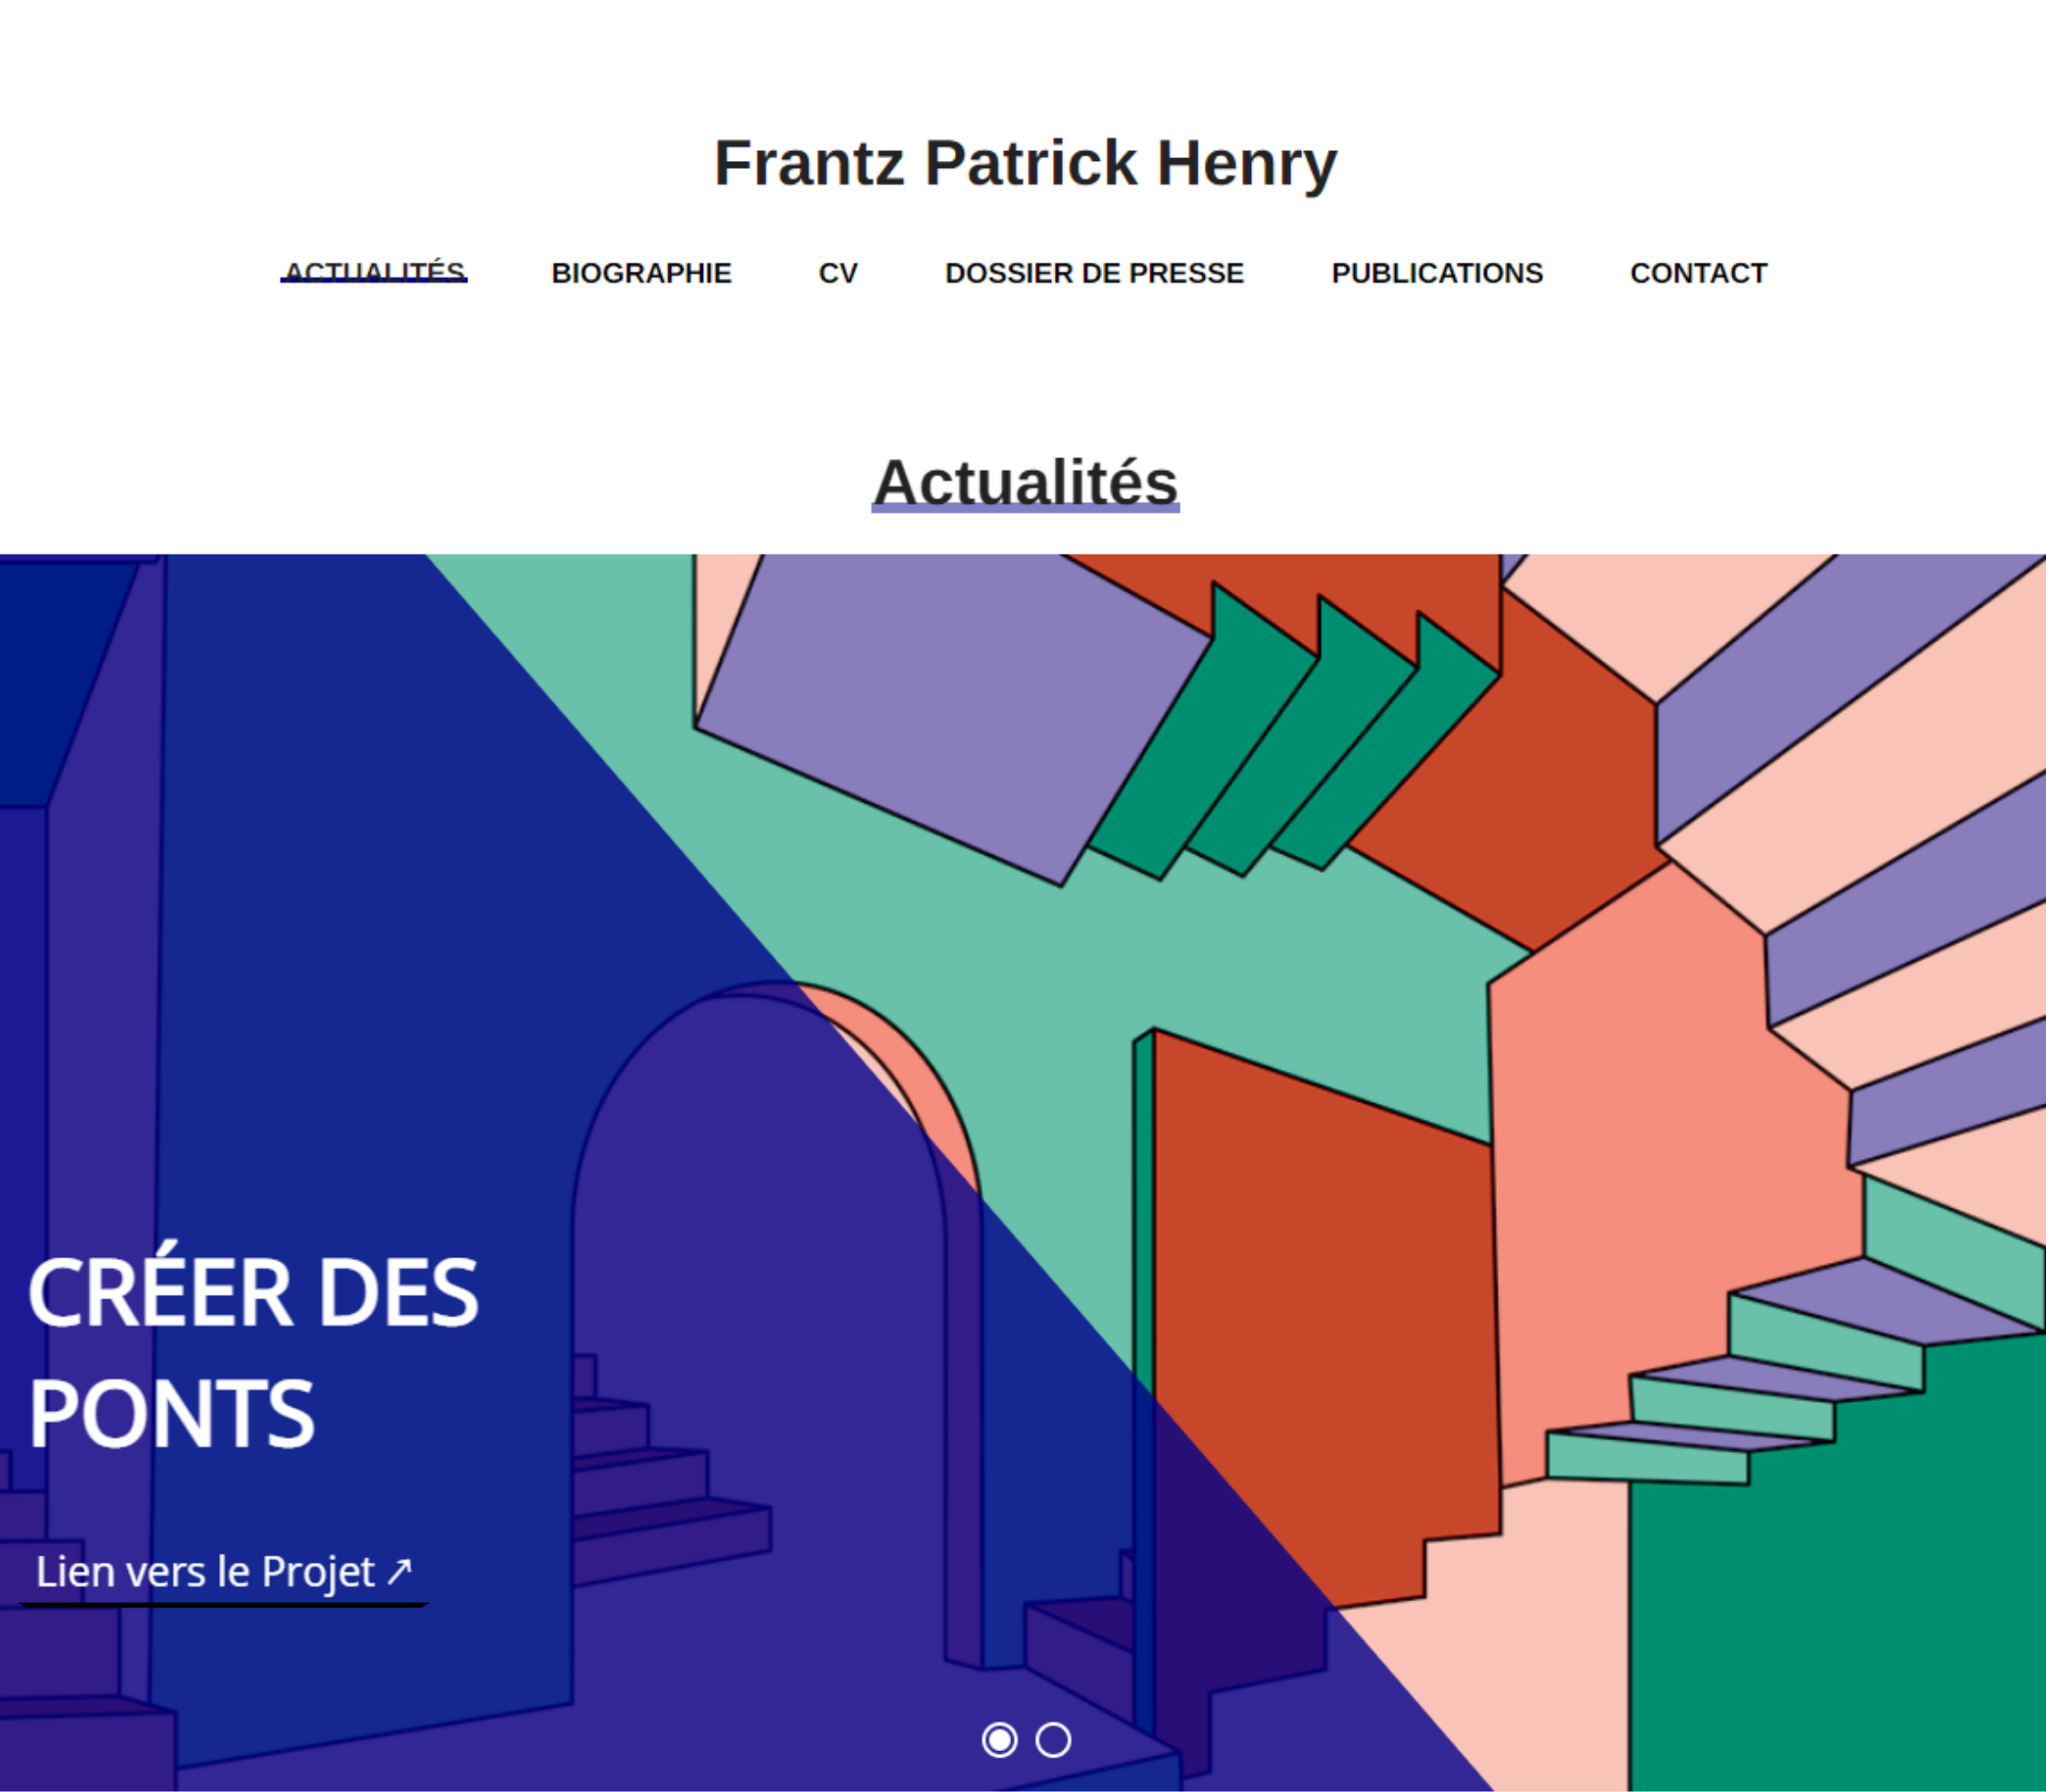 Frantz Patrick Henry
ACTUALITÉS BIOGRAPHIE CV DOSSIER DE PRESSE PUBLICATIONS CONTACT
Actualités
CRÉER DES
PONTS
Lien vers le Projet ↗